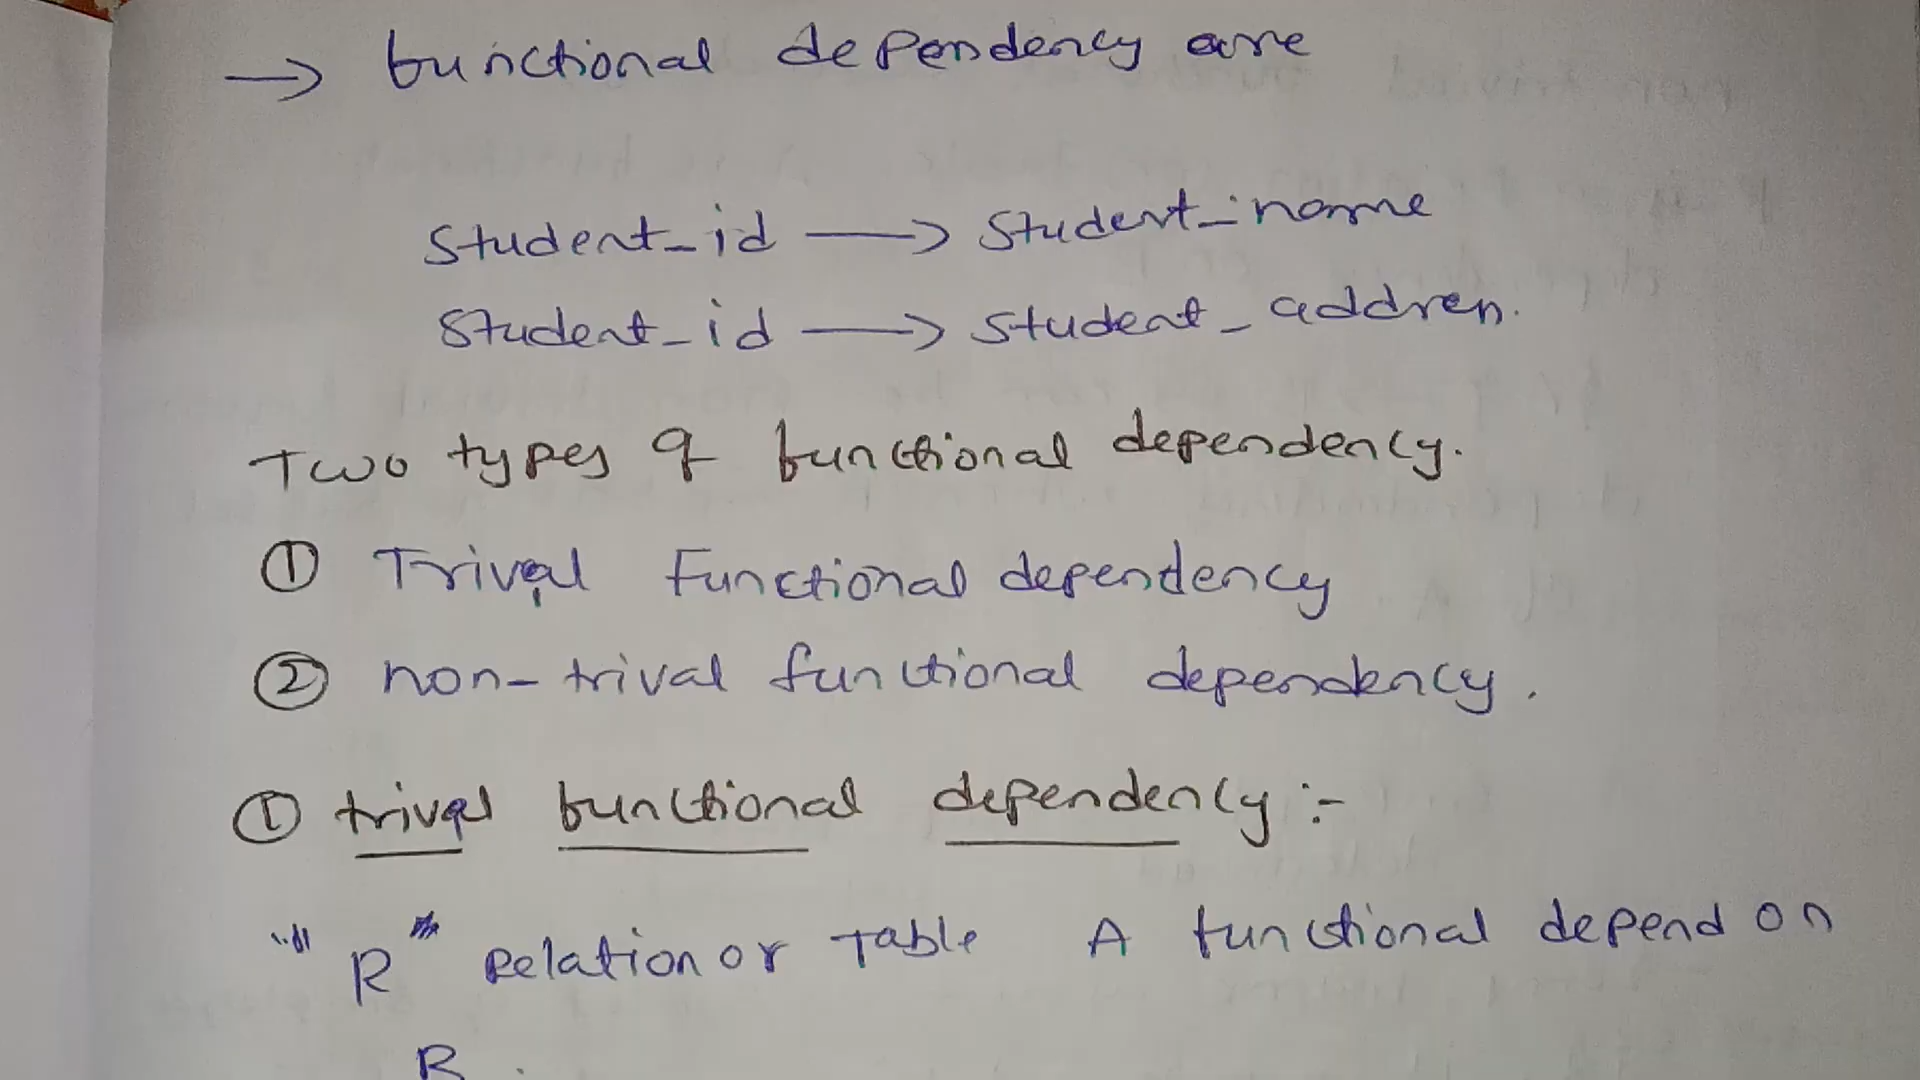 → functional dependency are
Student_id → Student_name
Student_id → Student_address.
Two types of functional dependency.
① Trival Functional dependency
② non-trival functional dependency.
① trival functional dependency :-
"R" Relation or Table A functional depend on
B.